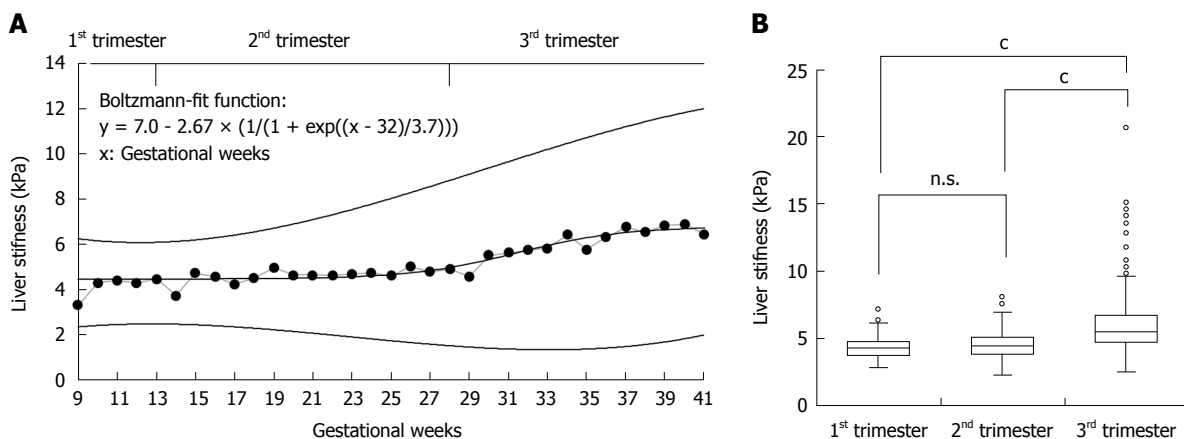 A
1st trimester
2nd trimester
3rd trimester
14
12
10
8
6
4
2
0
Liver stifness (kPa)
Boltzmann-fit function:
y = 7.0 - 2.67 × (1/(1 + exp((x - 32)/3.7)))
x: Gestational weeks
9 11 13 15 17 19 21 23 25 27 29 31 33 35 37 39 41
Gestational weeks
B
c
c
n.s.
25
20
15
10
5
0
Liver stifness (kPa)
1st trimester
2nd trimester
3rd trimester